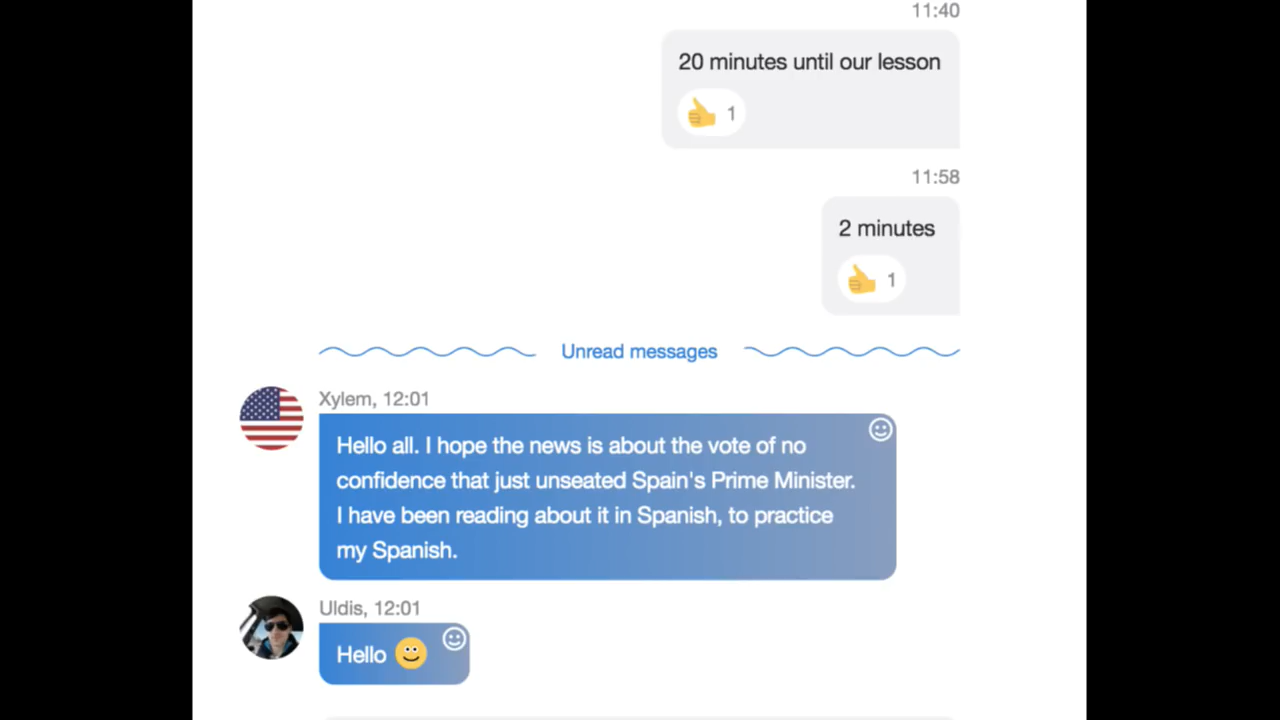 11:40
20 minutes until our lesson
1
11:58
2 minutes
1
Unread messages
Xylem, 12:01
Hello all. I hope the news is about the vote of no
confidence that just unseated Spain's Prime Minister.
I have been reading about it in Spanish, to practice
my Spanish.
Uldis, 12:01
Hello